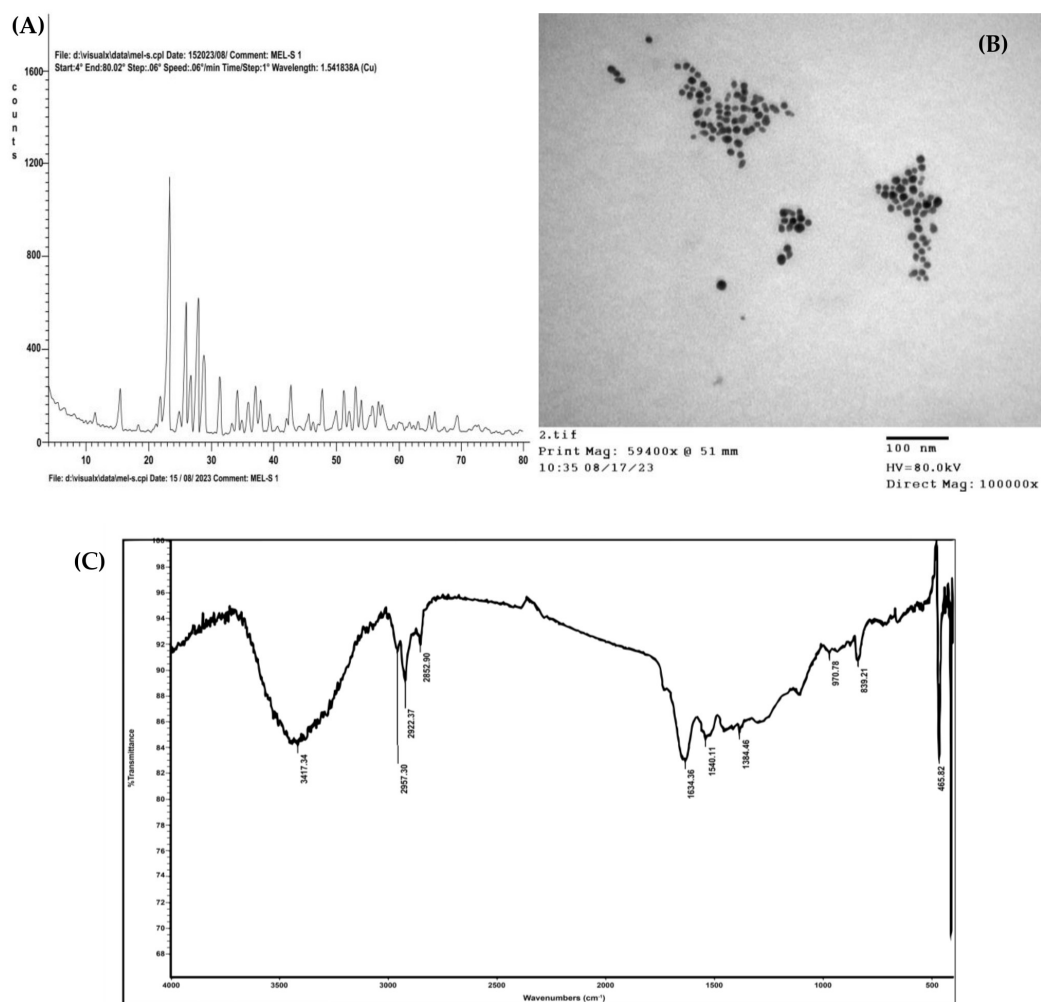 (A)
File: d:\visualx\data\mel-s.cpl Date: 152023/08/ Comment: MEL-S 1
Start:4° End:80.02° Step:.06° Speed:.06°/min Time/Step:1° Wavelength: 1.541838A (Cu)
counts
1600
1200
800
400
0
10 20 30 40 50 60 70 80
File: d:\visualx\data\mel-s.cpl Date: 15 / 08/ 2023 Comment: MEL-S 1
(B)
2.tif
Print Mag: 59400x @ 51 mm
10:35 08/17/23
100 nm
HV=80.0kV
Direct Mag: 100000x
(C)
%Transmittance
100
98
96
94
92
90
88
86
84
82
80
78
76
74
72
70
68
3417.34
2957.30
2922.37
2852.90
1634.36
1540.11
1384.46
970.78
839.21
465.82
4000 3500 3000 2500 2000 1500 1000 500
Wavenumbers (cm-1)